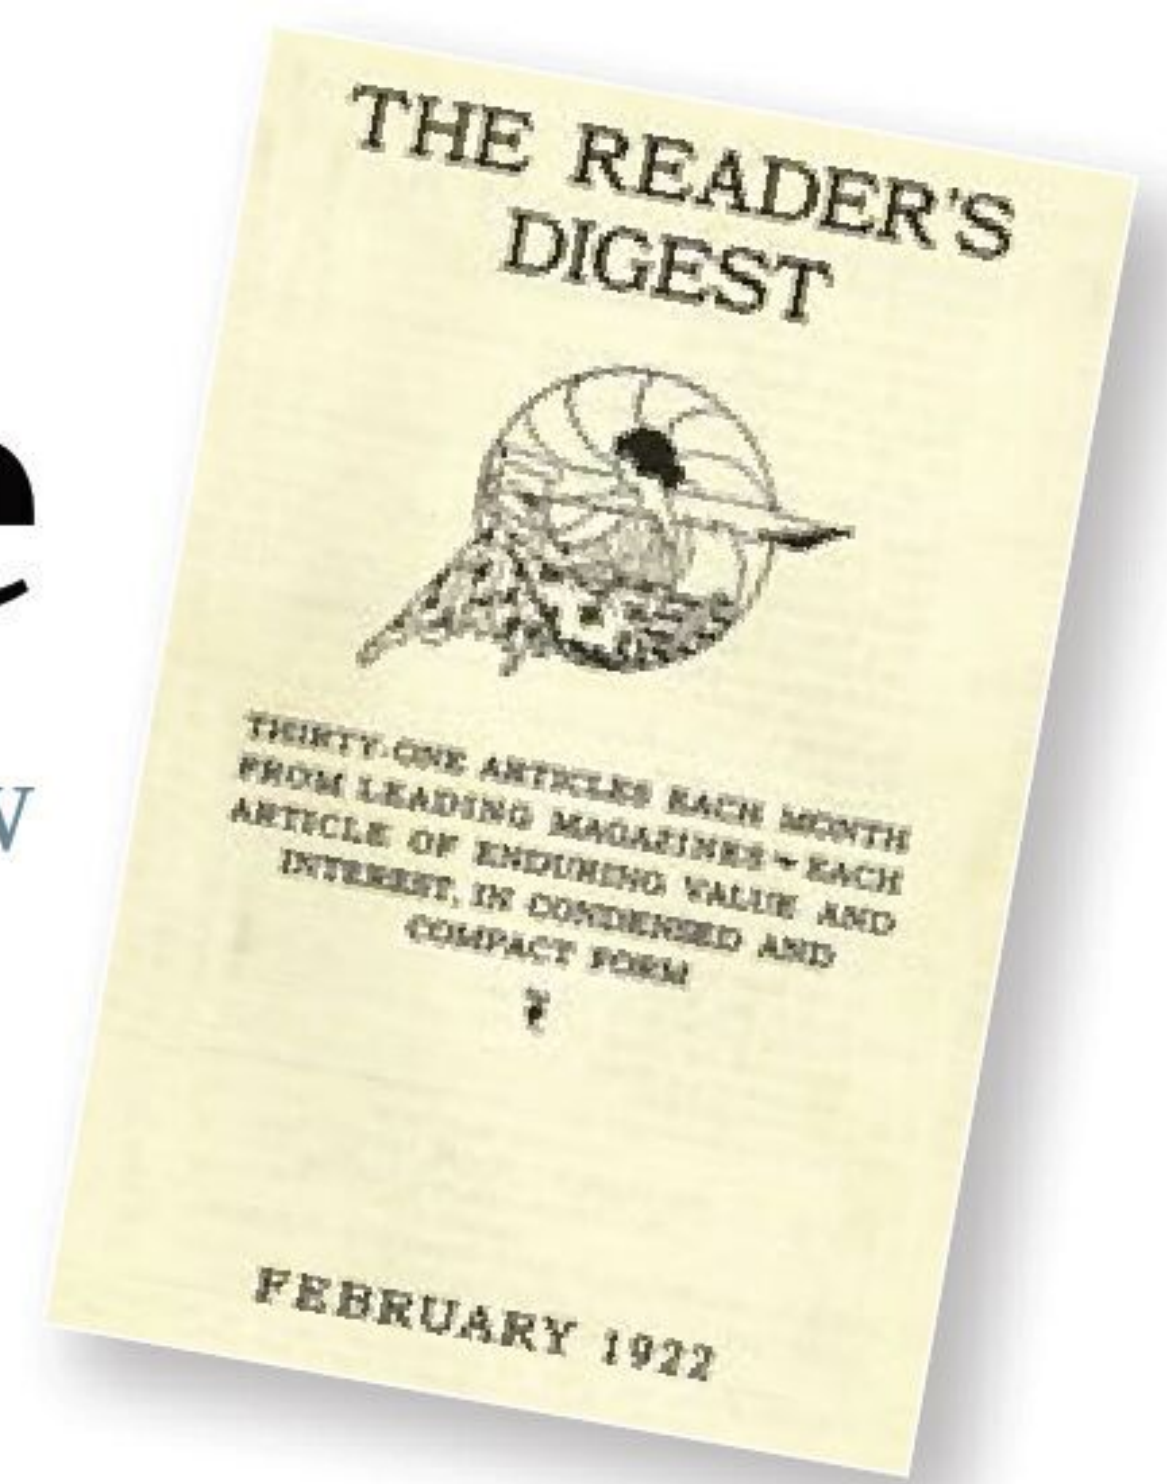 THE READER'S
DIGEST
THIRTY-ONE ARTICLES EACH MONTH
FROM LEADING MAGAZINES ~ EACH
ARTICLE OF ENDURING VALUE AND
INTEREST, IN CONDENSED AND
COMPACT FORM
FEBRUARY 1922
e
w